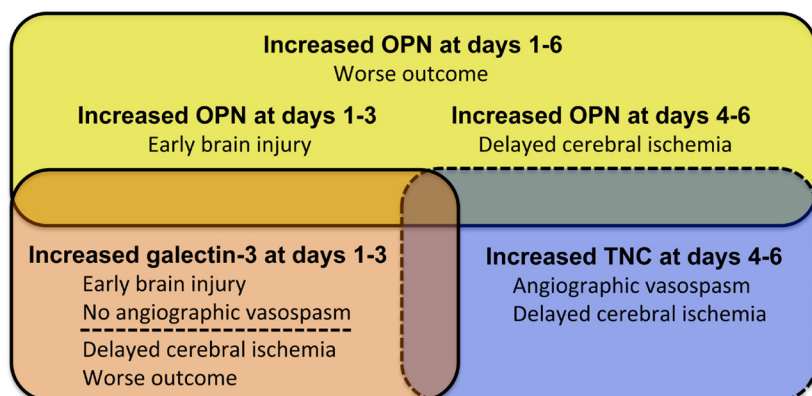 Increased OPN at days 1-6
Worse outcome
Increased OPN at days 1-3
Early brain injury
Increased OPN at days 4-6
Delayed cerebral ischemia
Increased galectin-3 at days 1-3
Early brain injury
No angiographic vasospasm
Delayed cerebral ischemia
Worse outcome
Increased TNC at days 4-6
Angiographic vasospasm
Delayed cerebral ischemia